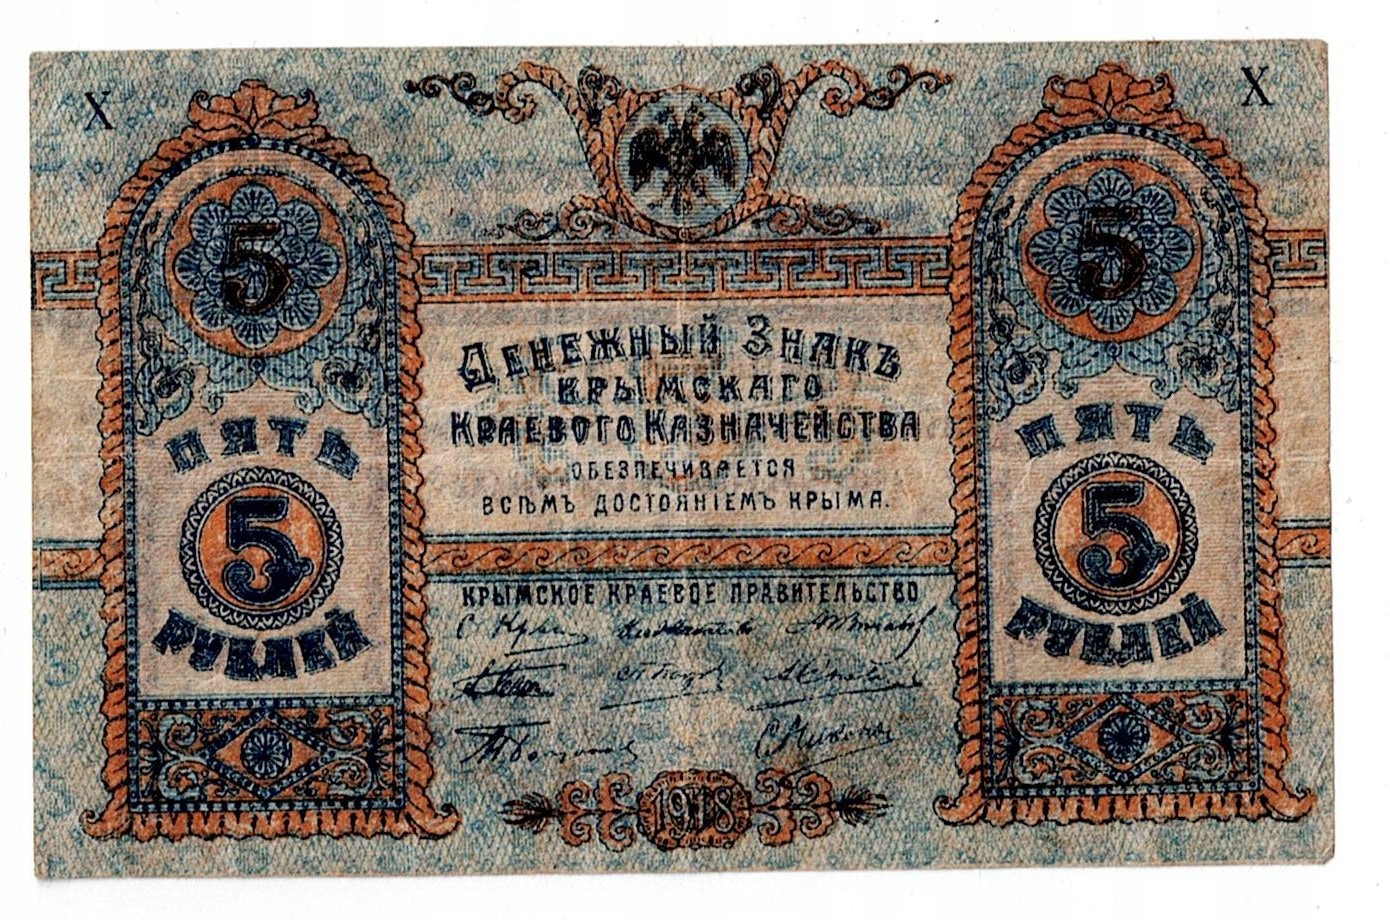 X X
5 5
Денежный Знакъ
Крымскаго
Краевого Казначейства
обезпечивается
всѣмъ достояніемъ Крыма.
ПЯТЬ ПЯТЬ
5 5
РУБЛЕЙ РУБЛЕЙ
Крымское Краевое Правительство
1918